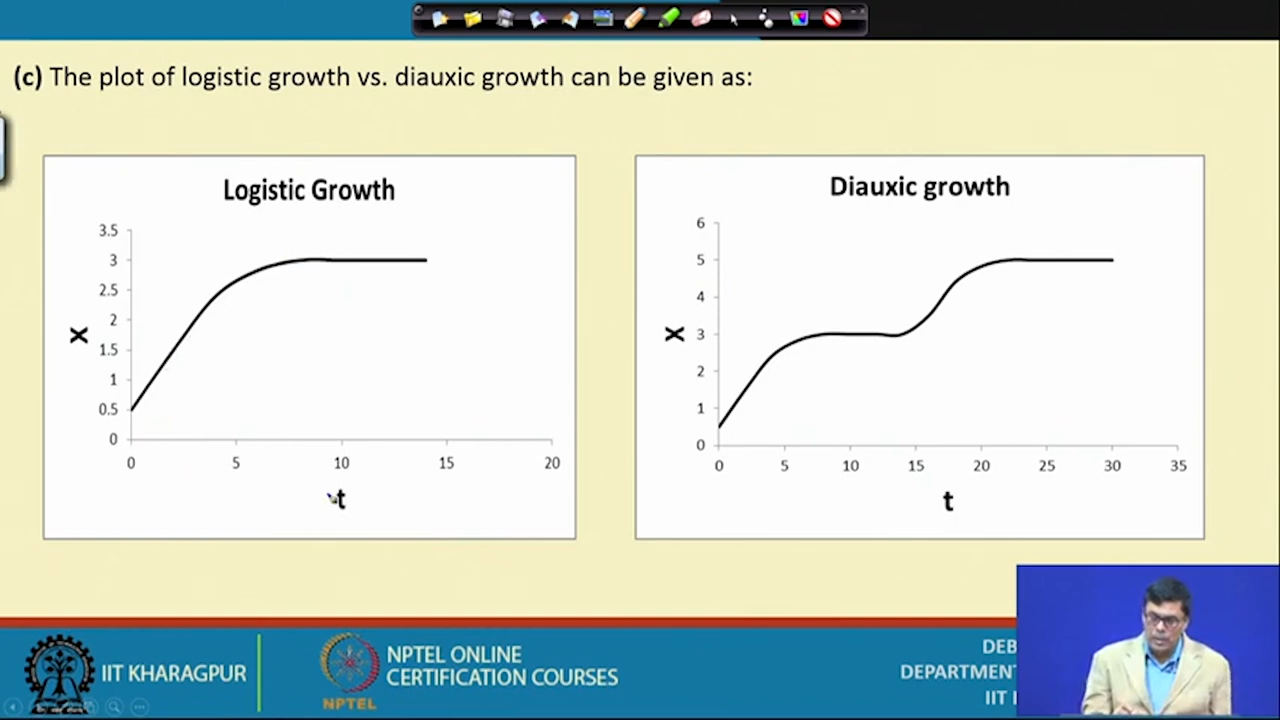 (c) The plot of logistic growth vs. diauxic growth can be given as:
Logistic Growth
3.5
3
2.5
2
1.5
1
0.5
0
X
0 5 10 15 20
t
Diauxic growth
6
5
4
3
2
1
0
X
0 5 10 15 20 25 30 35
t
IIT KHARAGPUR
NPTEL
NPTEL ONLINE
CERTIFICATION COURSES
DEB
DEPARTMENT
IIT